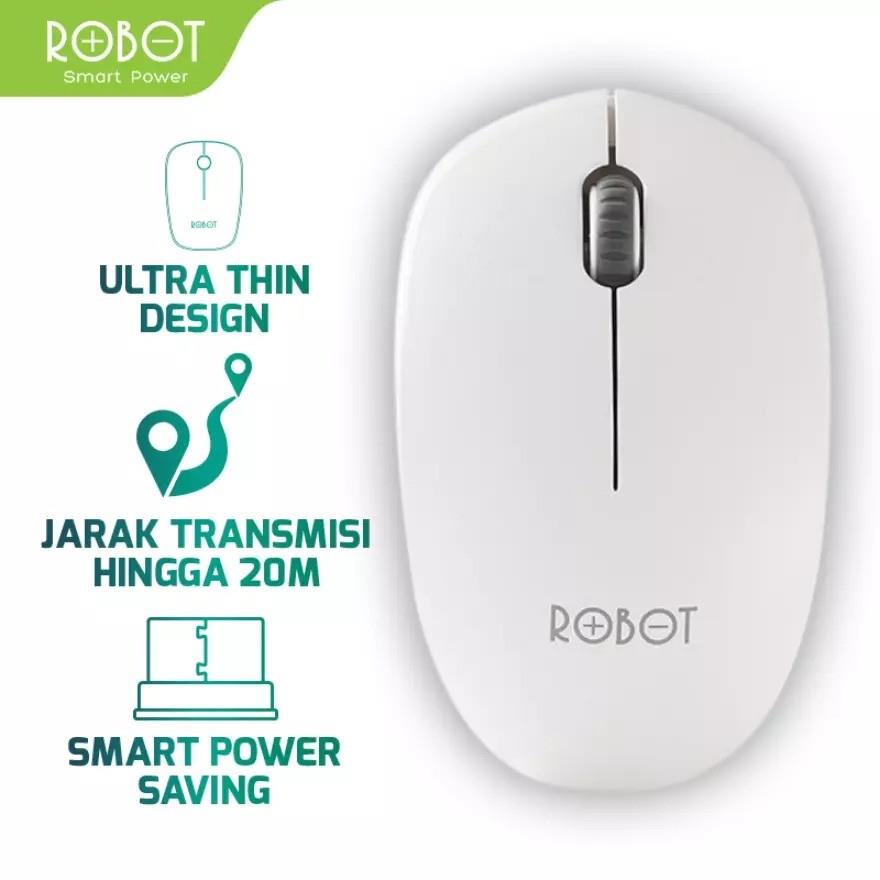 ROBOT
Smart Power
ROBOT
ULTRA THIN
DESIGN
JARAK TRANSMISI
HINGGA 20M
SMART POWER
SAVING
ROBOT